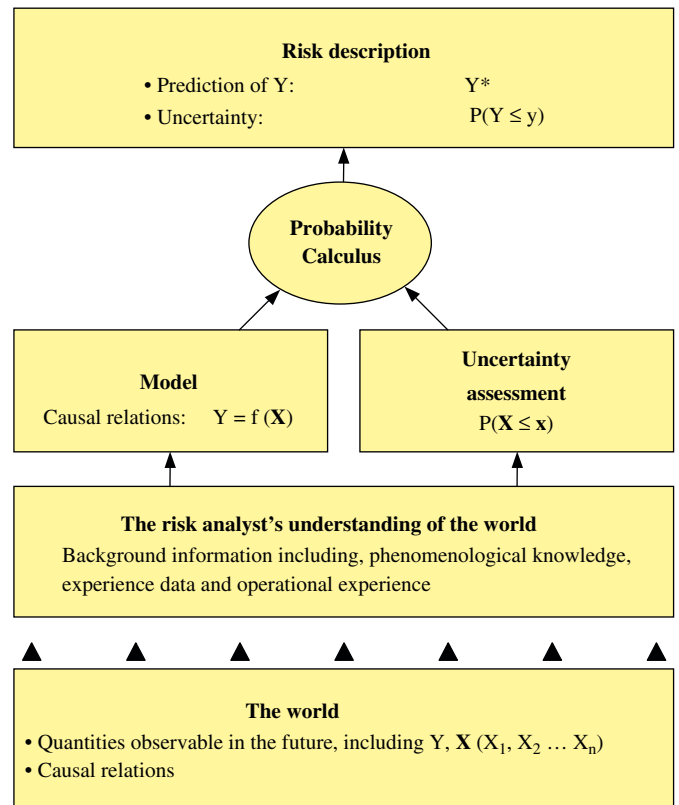 Risk description
• Prediction of Y: Y*
• Uncertainty: P(Y ≤ y)
Probability
Calculus
Model
Causal relations: Y = f (X)
Uncertainty
assessment
P(X ≤ x)
The risk analyst's understanding of the world
Background information including, phenomenological knowledge,
experience data and operational experience
The world
• Quantities observable in the future, including Y, X (X₁, X₂ … Xₙ)
• Causal relations